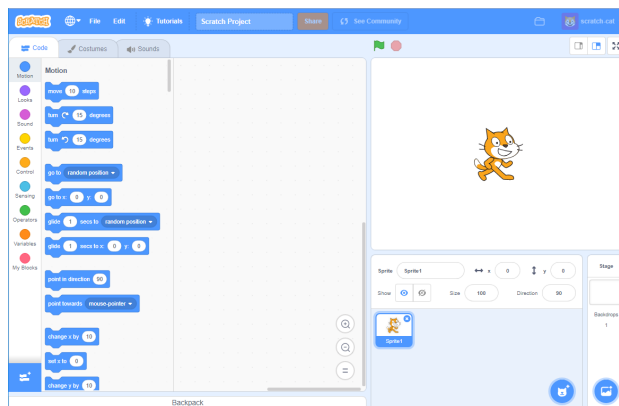 SCRATCH File Edit Tutorials Scratch Project Share See Community scratch-cat
Code Costumes Sounds
Motion
Looks
Sound
Events
Control
Sensing
Operators
Variables
My Blocks
Motion
move 10 steps
turn 15 degrees
turn 15 degrees
go to random position
go to x: 0 y: 0
glide 1 secs to random position
glide 1 secs to x: 0 y: 0
point in direction 90
point towards mouse-pointer
change x by 10
set x to 0
change y by 10
Backpack
Sprite Sprite1 x 0 y 0
Show Size 100 Direction 90
Sprite1
Stage
Backdrops
1